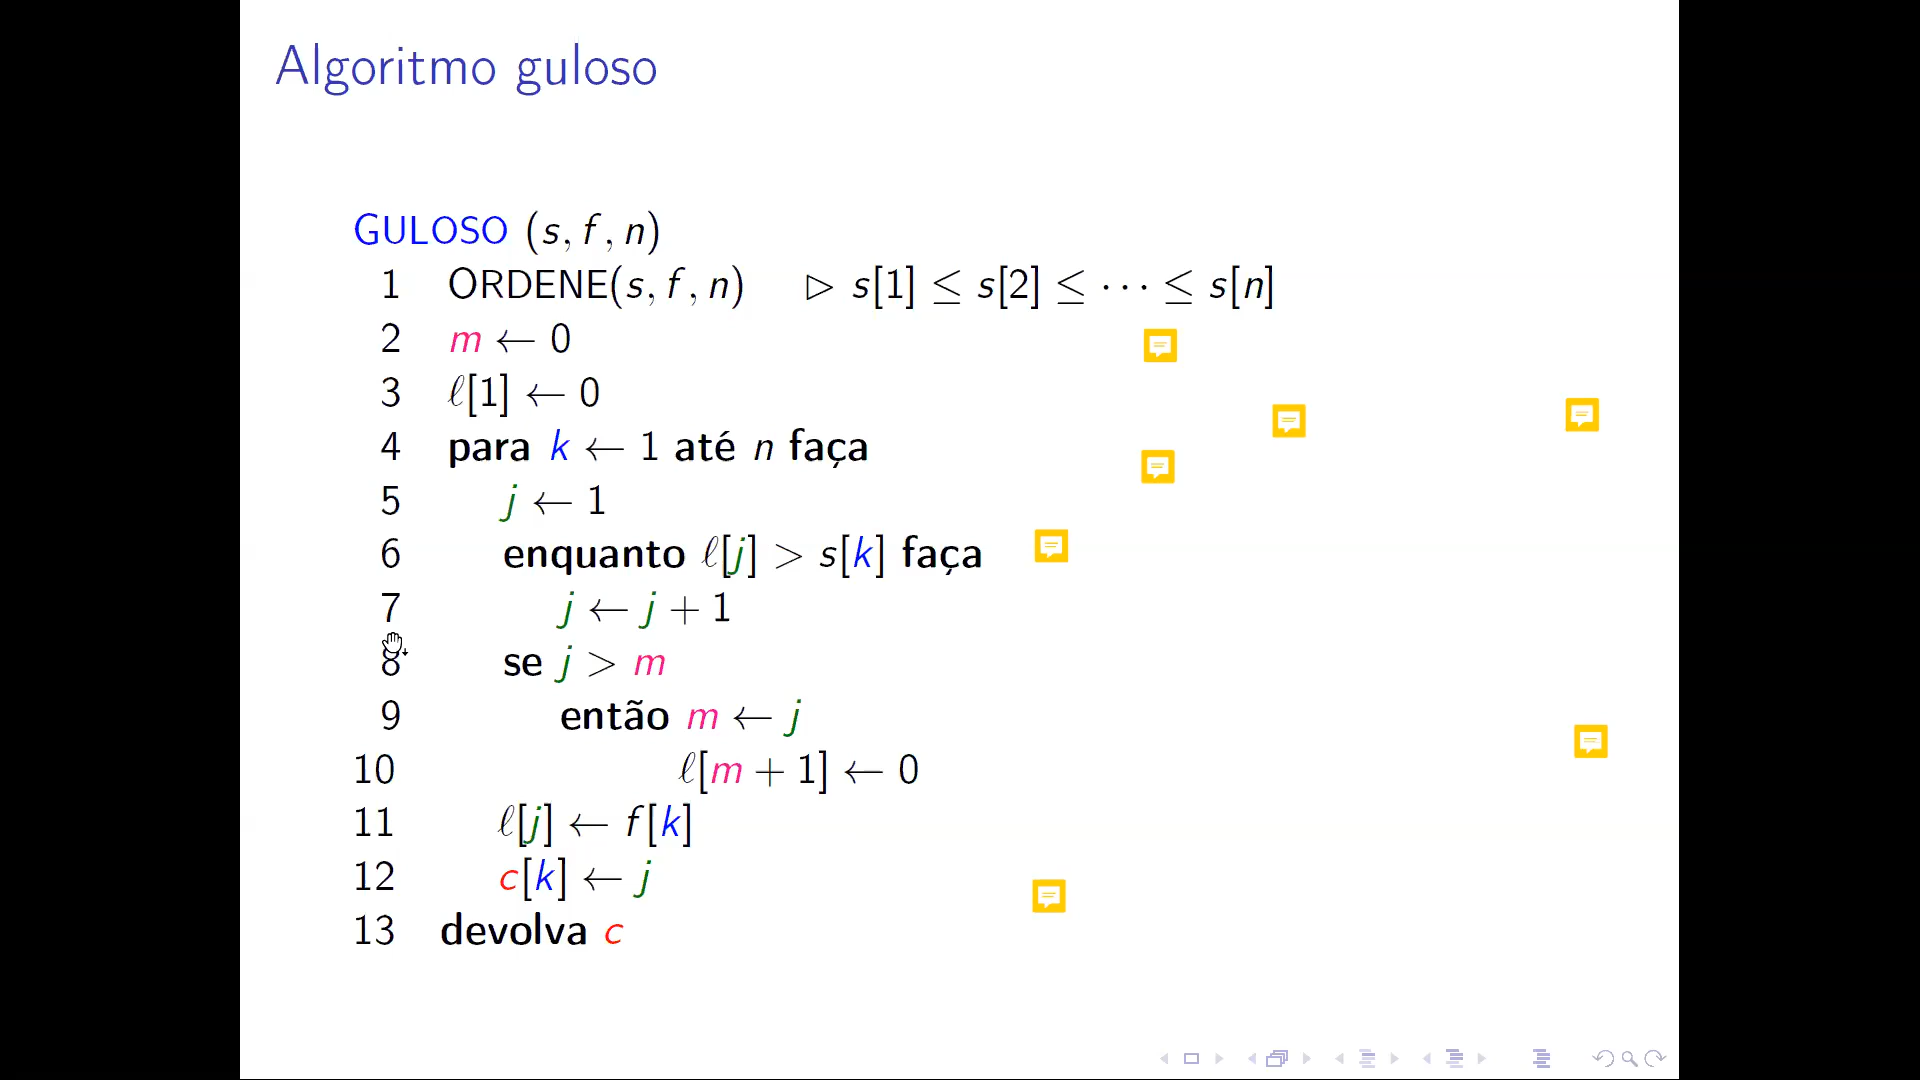 Algoritmo guloso
GULOSO (s, f, n)
1 ORDENE(s, f, n) ▷ s[1] ≤ s[2] ≤ ⋯ ≤ s[n]
2 m ← 0
3 ℓ[1] ← 0
4 para k ← 1 até n faça
5 j ← 1
6 enquanto ℓ[j] > s[k] faça
7 j ← j + 1
8 se j > m
9 então m ← j
10 ℓ[m + 1] ← 0
11 ℓ[j] ← f[k]
12 c[k] ← j
13 devolva c